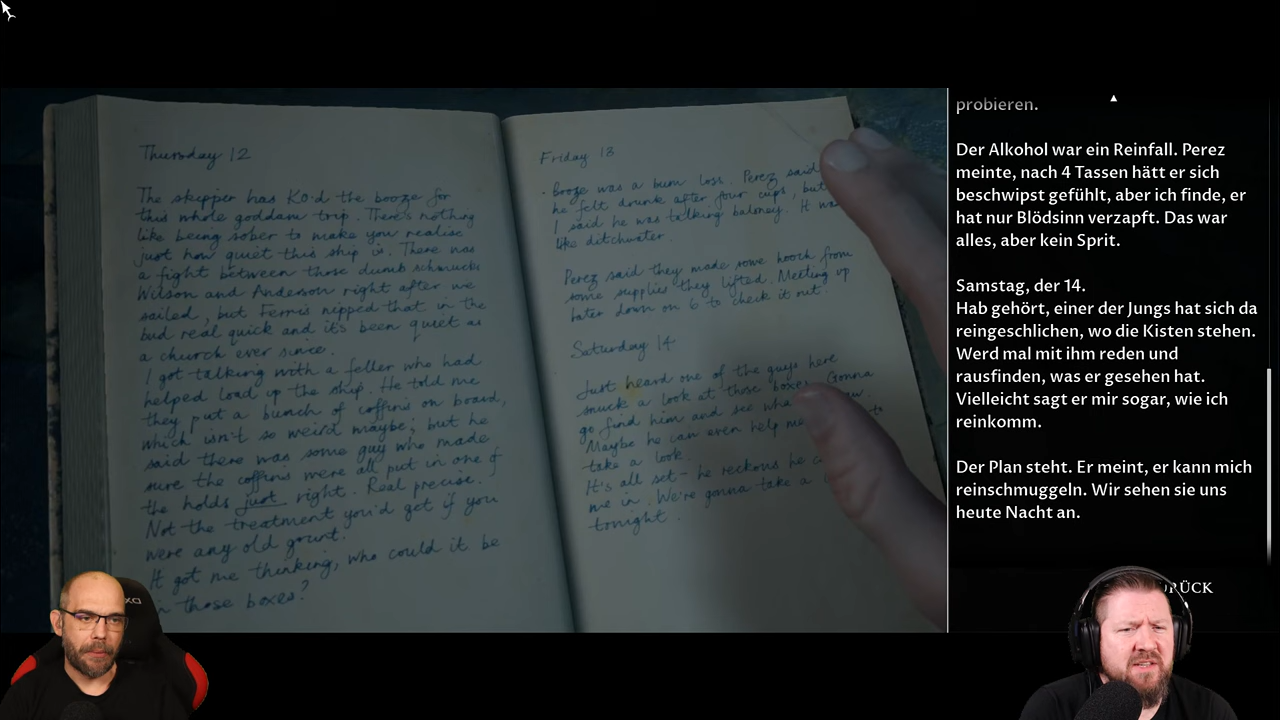 Thursday 12
The skipper has KO'd the booze for
this whole goddam trip. There's nothing
like being sober to make you realise
just how quiet this ship is. There was
a fight between those dumb schmucks
Wilson and Anderson right after we
sailed, but Ferris nipped that in the
bud real quick and it's been quiet as
a church ever since.
I got talking with a feller who had
helped load up the ship. He told me
they put a bunch of coffins on board,
which isn't so weird maybe; but he
said there was some guy who made
sure the coffins were all put in one of
the holds just right. Real precise.
Not the treatment you'd get if you
were any old grunt.
It got me thinking, who could it be
in those boxes?
Friday 13
Booze was a bum loss. Perez said
he felt drunk after four cups, but
I said he was talking baloney. It was
like ditchwater.
Perez said they made some hooch from
some supplies they lifted. Meeting up
later down on 6 to check it out.
Saturday 14
Just heard one of the guys here
snuck a look at those boxes. Gonna
go find him and see wha
Maybe he can even help me to
take a look.
It's all set - he reckons he c
me in. We're gonna take a
tonight.
probieren.
Der Alkohol war ein Reinfall. Perez
meinte, nach 4 Tassen hätt er sich
beschwipst gefühlt, aber ich finde, er
hat nur Blödsinn verzapft. Das war
alles, aber kein Sprit.
Samstag, der 14.
Hab gehört, einer der Jungs hat sich da
reingeschlichen, wo die Kisten stehen.
Werd mal mit ihm reden und
rausfinden, was er gesehen hat.
Vielleicht sagt er mir sogar, wie ich
reinkomm.
Der Plan steht. Er meint, er kann mich
reinschmuggeln. Wir sehen sie uns
heute Nacht an.
RÜCK